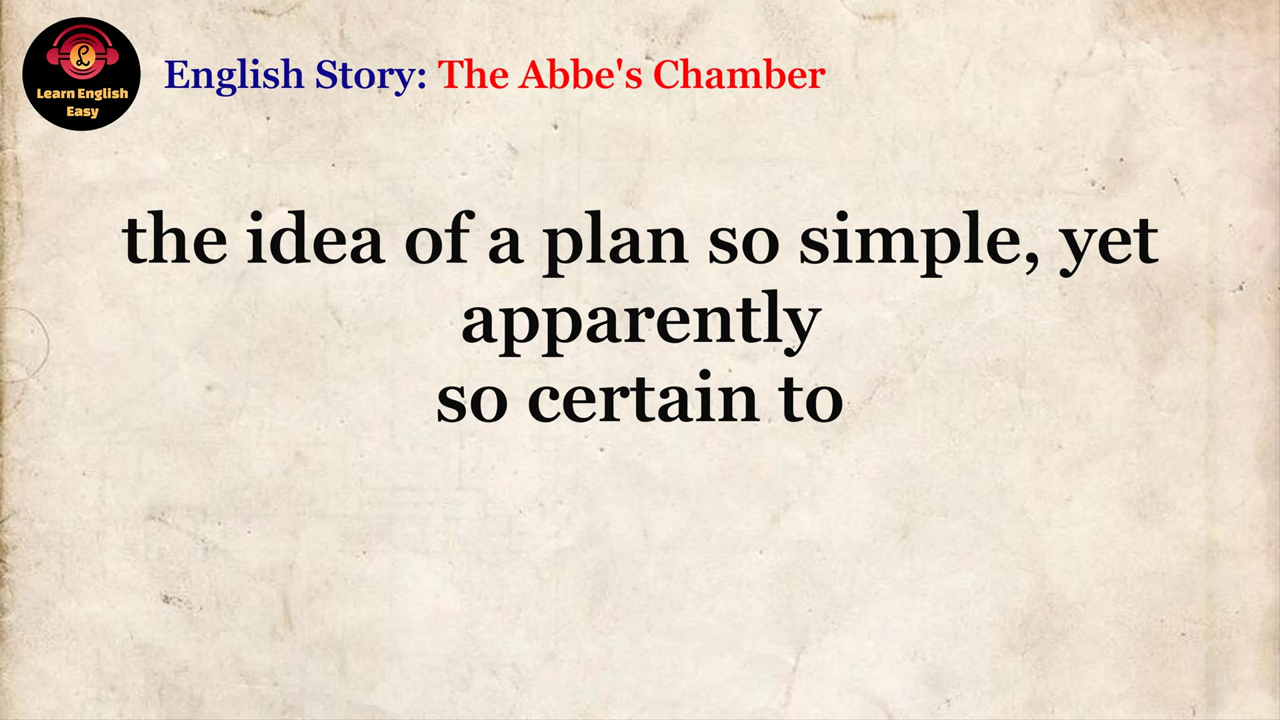 Learn English
Easy
English Story: The Abbe's Chamber
the idea of a plan so simple, yet
apparently
so certain to